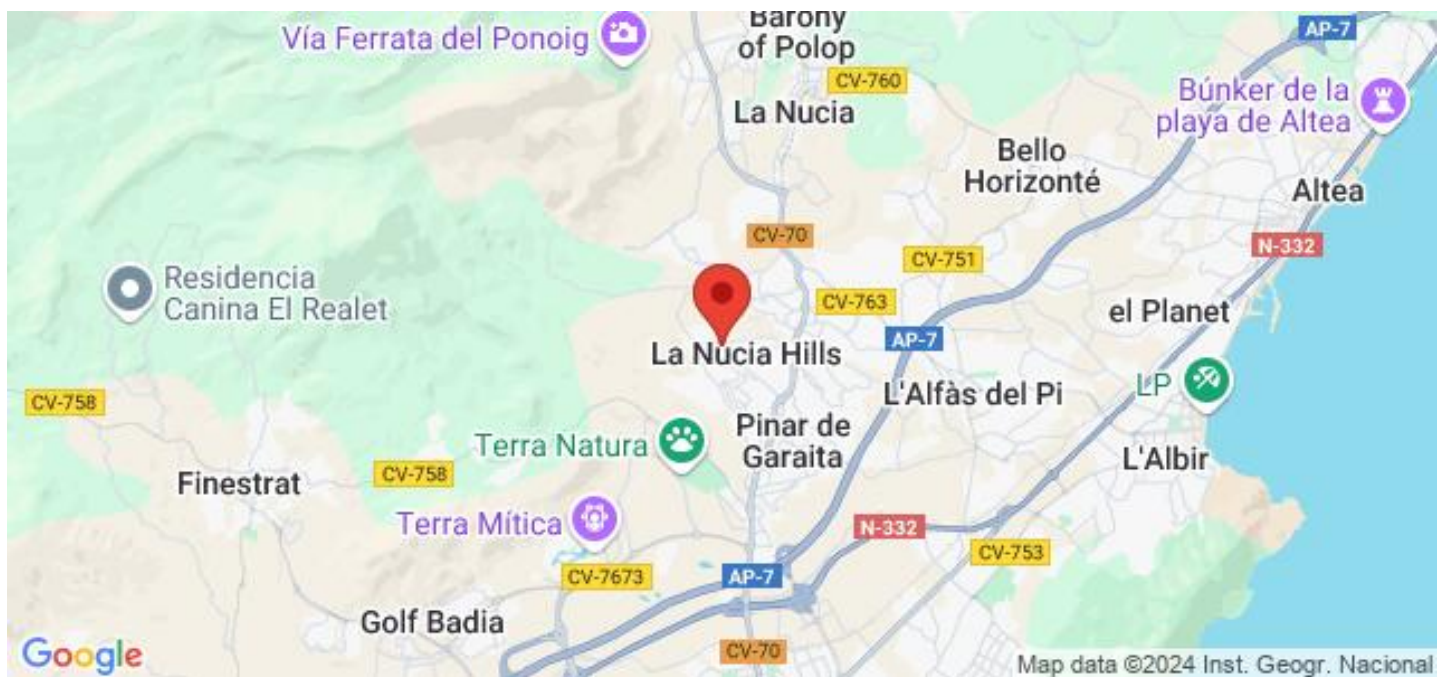 Vía Ferrata del Ponoig
Barony
of Polop
AP-7
CV-760
La Nucia
Búnker de la
playa de Altea
Bello
Horizonté
Altea
CV-70
N-332
CV-751
Residencia
Canina El Realet
CV-763
el Planet
AP-7
La Nucia Hills
LP
L'Alfàs del Pi
CV-758
Pinar de
Garaita
Terra Natura
L'Albir
CV-758
Finestrat
Terra Mítica
N-332
CV-753
CV-7673
AP-7
Golf Badia
CV-70
Google
Map data ©2024 Inst. Geogr. Nacional